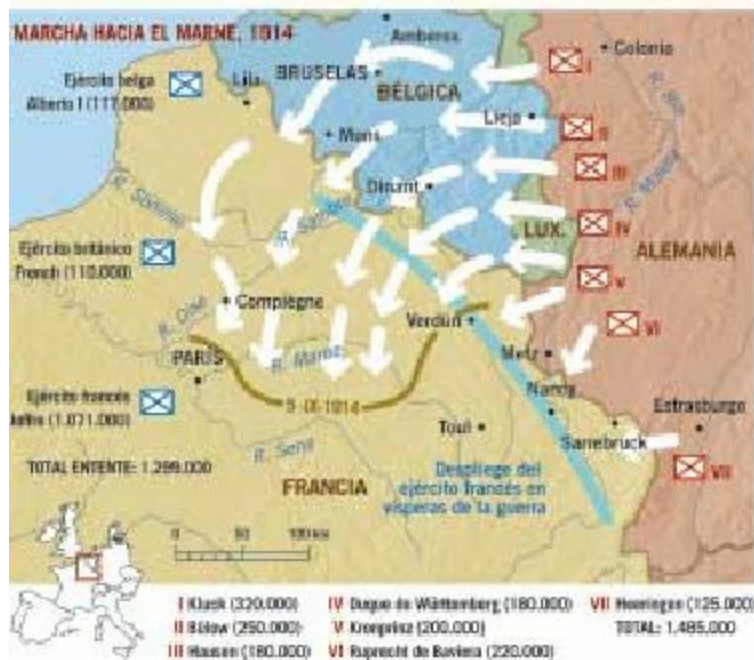 MARCHA HACIA EL MARNE, 1914
Amberes
Colonia
Ejército belga
Alberto I (117.000)
Lila
BRUSELAS
BÉLGICA
I
Lieja
II
Mons
III
Dinant
R. Mosela
R. Somme
R. Sambre
IV
LUX.
ALEMANIA
Ejército británico
French (110.000)
V
R. Oise
Compiegne
Verdún
VI
PARÍS
R. Marne
Metz
Nancy
Ejército francés
Joffre (1.071.000)
5-IX-1914
Toul
Estrasburgo
Sarrebruck
R. Sena
TOTAL ENTENTE: 1.299.000
VII
FRANCIA
Despliege del
ejército francés en
vísperas de la guerra
0 50 100 km
I Kluck (320.000) IV Duque de Württemberg (180.000) VII Heeringen (125.000)
II Bülow (260.000) V Kronprinz (200.000) TOTAL: 1.485.000
III Hausen (180.000) VI Ruprecht de Baviera (220.000)